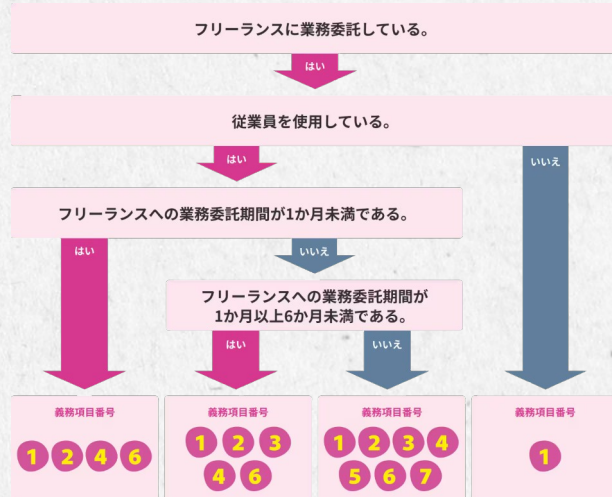 フリーランスに業務委託している。
はい
従業員を使用している。
はい
いいえ
フリーランスへの業務委託期間が1か月未満である。
はい
いいえ
フリーランスへの業務委託期間が
1か月以上6か月未満である。
はい
いいえ
義務項目番号
1 2 4 6
義務項目番号
1 2 3
4 6
義務項目番号
1 2 3 4
5 6 7
義務項目番号
1